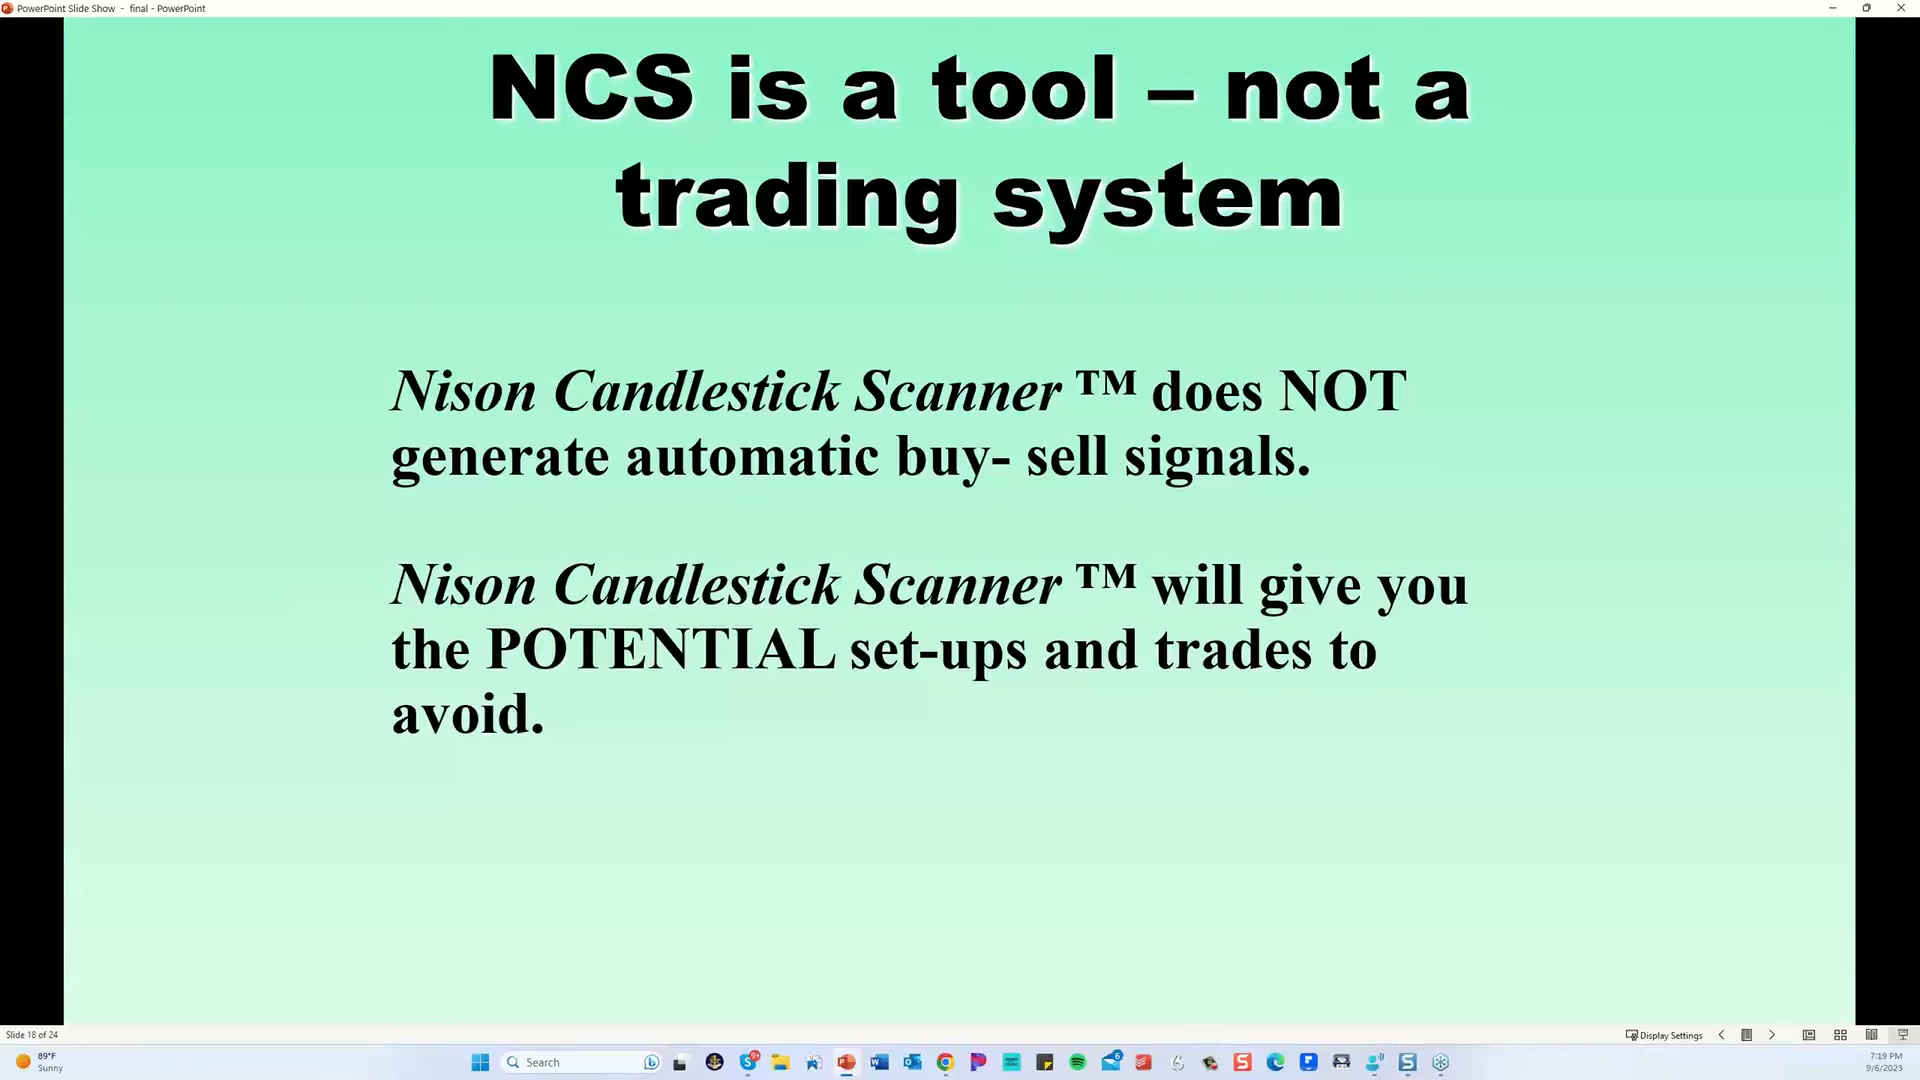 PowerPoint Slide Show - final - PowerPoint
NCS is a tool – not a
trading system
Nison Candlestick Scanner ™ does NOT
generate automatic buy- sell signals.
Nison Candlestick Scanner ™ will give you
the POTENTIAL set-ups and trades to
avoid.
Slide 18 of 24
Display Settings
89°F
Sunny
Search
7:19 PM
9/6/2023